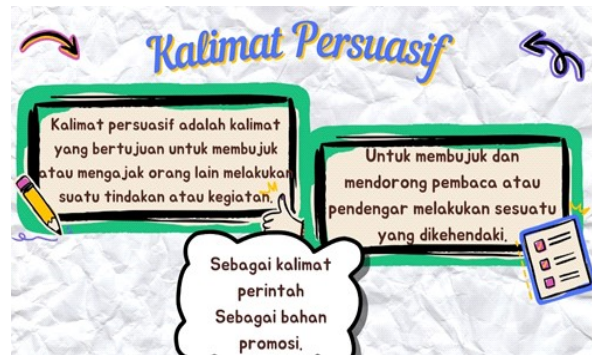 Kalimat Persuasif
Kalimat persuasif adalah kalimat
yang bertujuan untuk membujuk
atau mengajak orang lain melakukan
suatu tindakan atau kegiatan.
Untuk membujuk dan
mendorong pembaca atau
pendengar melakukan sesuatu
yang dikehendaki.
Sebagai kalimat
perintah
Sebagai bahan
promosi.